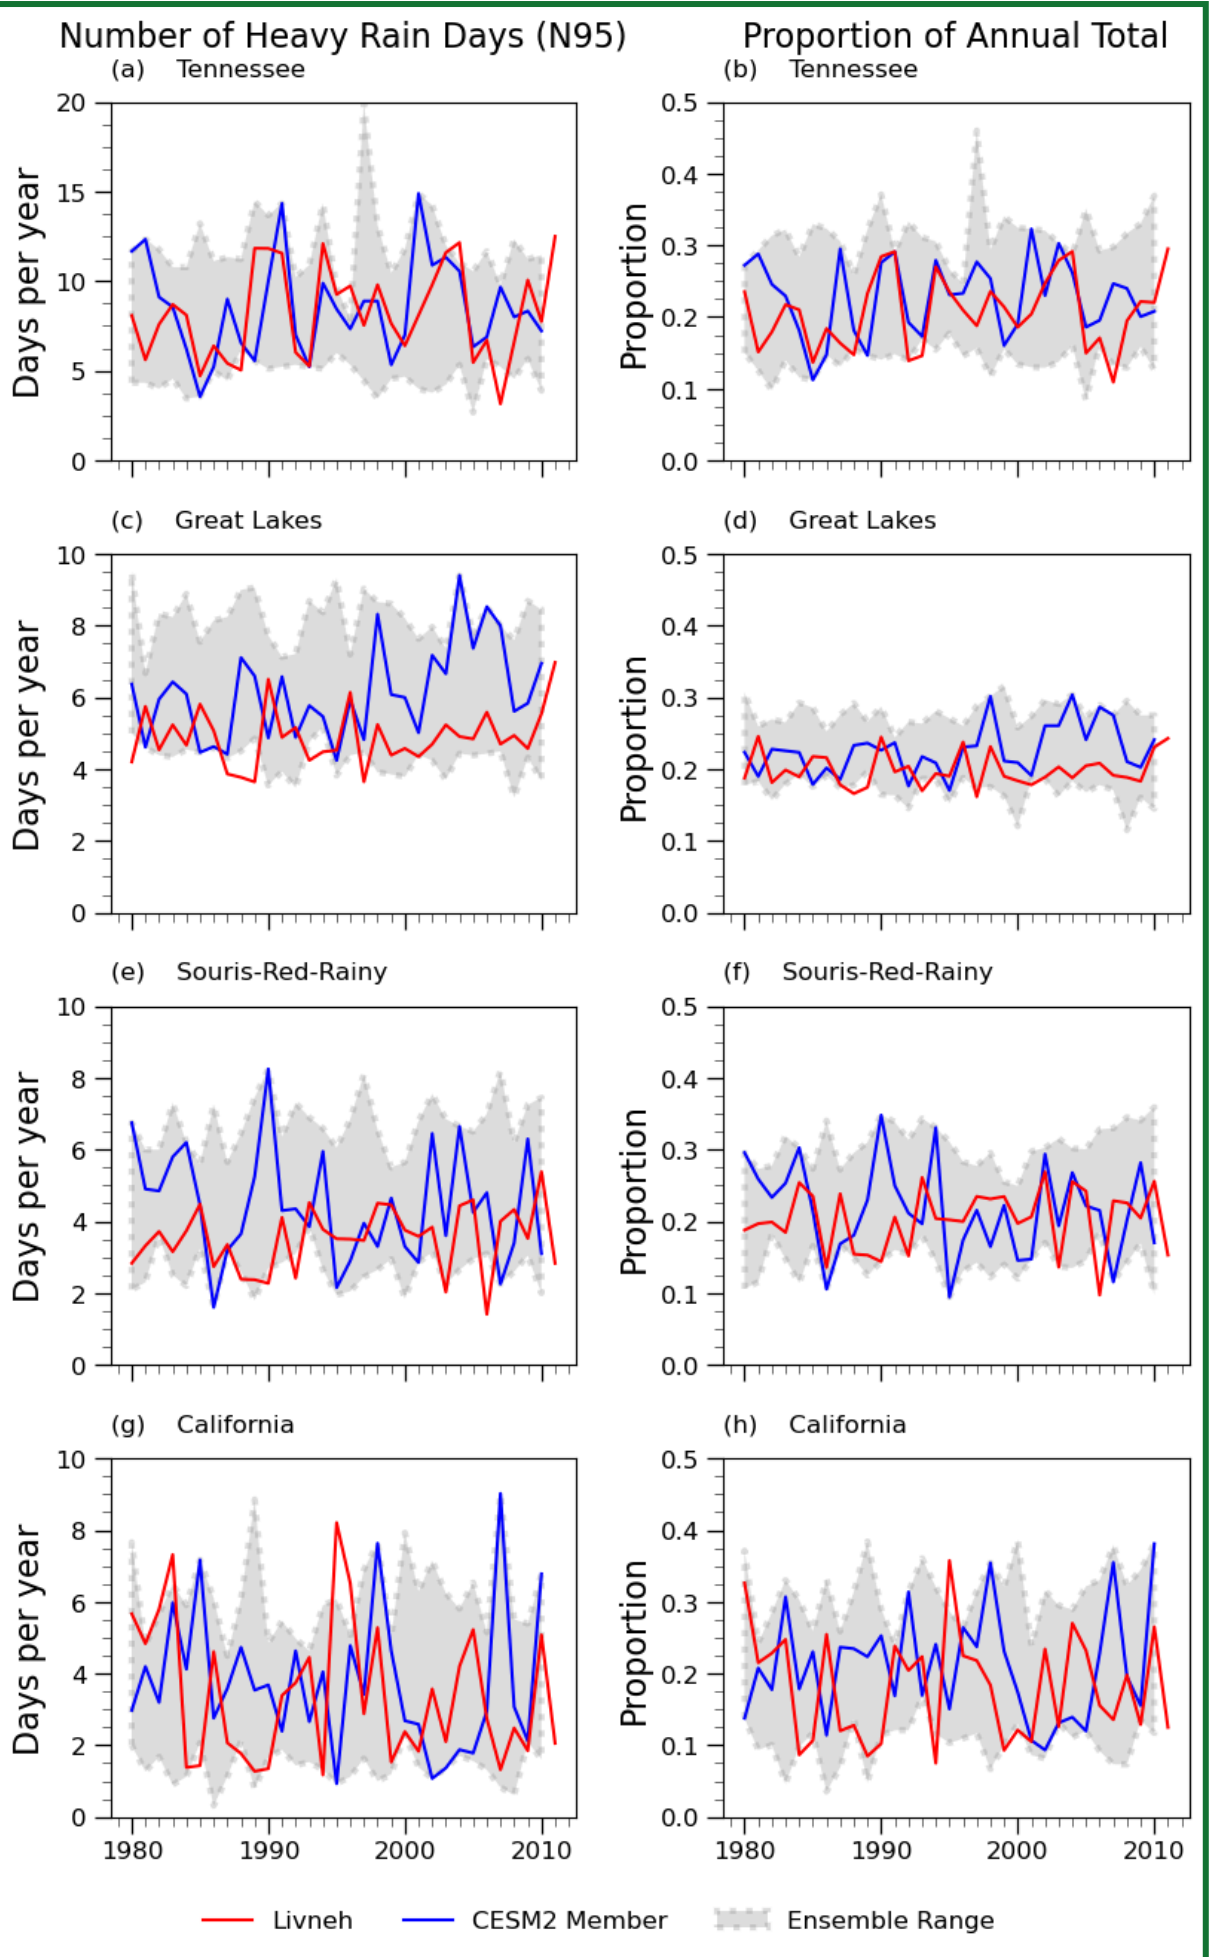 Number of Heavy Rain Days (N95) Proportion of Annual Total
(a) Tennessee (b) Tennessee
20 0.5
15 0.4
0.3
10 0.2
5 0.1
0 0.0
Days per year Proportion
(c) Great Lakes (d) Great Lakes
10 0.5
8 0.4
6 0.3
4 0.2
2 0.1
0 0.0
Days per year Proportion
(e) Souris-Red-Rainy (f) Souris-Red-Rainy
10 0.5
8 0.4
6 0.3
4 0.2
2 0.1
0 0.0
Days per year Proportion
(g) California (h) California
10 0.5
8 0.4
6 0.3
4 0.2
2 0.1
0 0.0
Days per year Proportion
1980 1990 2000 2010 1980 1990 2000 2010
Livneh CESM2 Member Ensemble Range